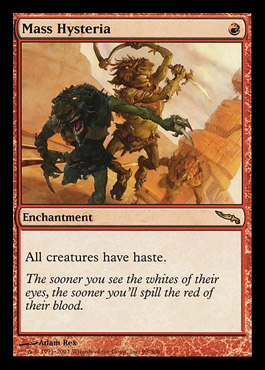 Mass Hysteria
Enchantment
All creatures have haste.
The sooner you see the whites of their
eyes, the sooner you'll spill the red of
their blood.
Adam Rex